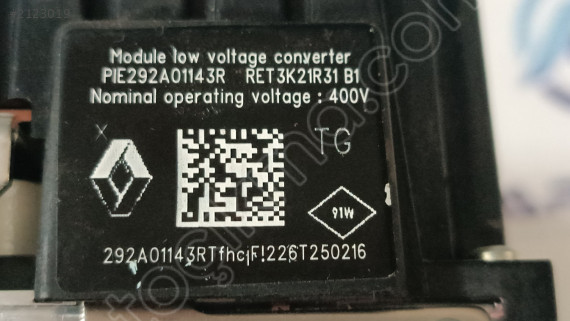 Module low voltage converter
PIE292A01143R RET3K21R31 B1
Nominal operating voltage : 400V
X
TG
91W
292A01143RTfhcjF!226T250216